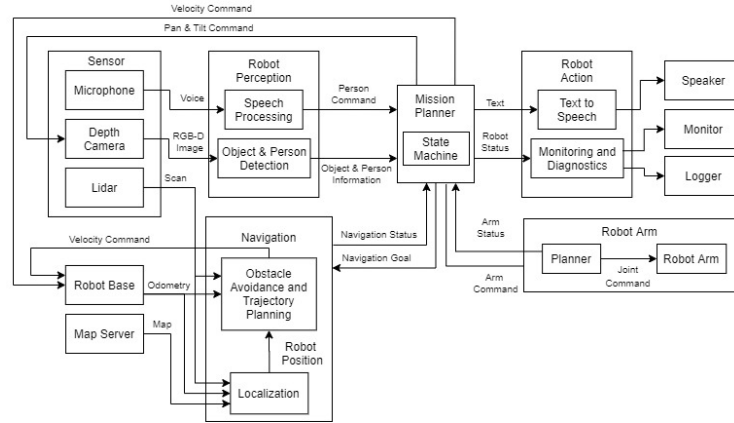 Velocity Command
Pan & Tilt Command
Sensor
Microphone
Depth
Camera
Lidar
Voice
RGB-D
Image
Scan
Robot
Perception
Speech
Processing
Object & Person
Detection
Person
Command
Object & Person
Information
Mission
Planner
State
Machine
Text
Robot
Status
Robot
Action
Text to
Speech
Monitoring and
Diagnostics
Speaker
Monitor
Logger
Velocity Command
Robot Base
Odometry
Map Server
Map
Navigation
Obstacle
Avoidance and
Trajectory
Planning
Robot
Position
Localization
Navigation Status
Navigation Goal
Arm
Status
Arm
Command
Robot Arm
Planner
Joint
Command
Robot Arm